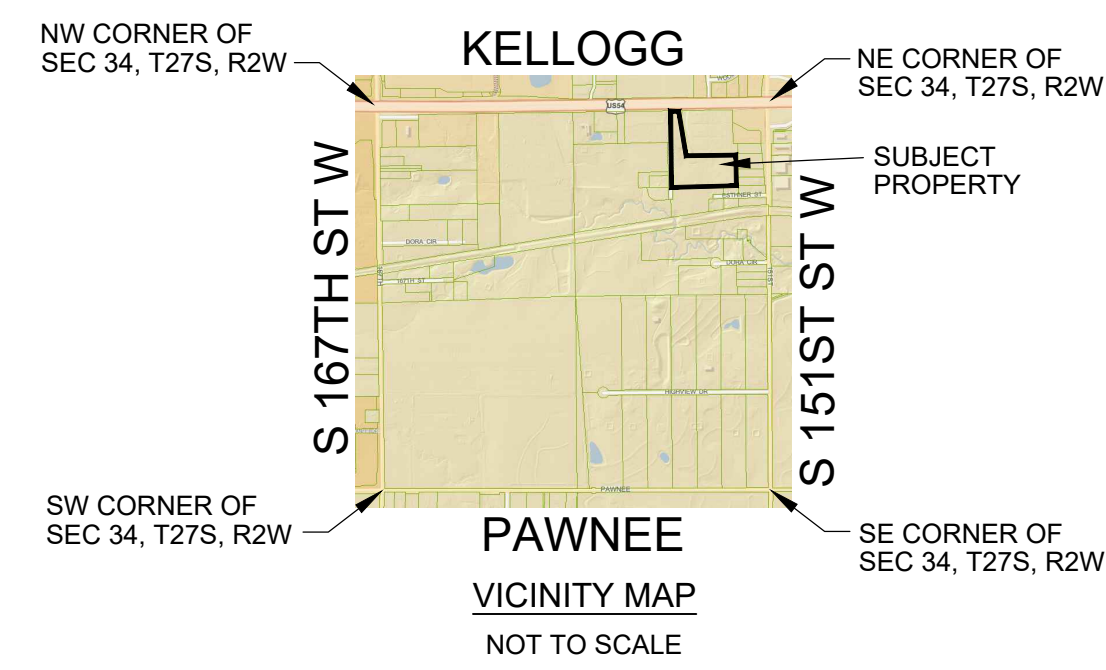 NW CORNER OF
SEC 34, T27S, R2W
KELLOGG
NE CORNER OF
SEC 34, T27S, R2W
US54
SUBJECT
PROPERTY
S 167TH ST W
S 151ST ST W
DORA CIR
DORA CIR
167TH ST
151ST
HIGHVIEW DR
PAWNEE
SW CORNER OF
SEC 34, T27S, R2W
PAWNEE
SE CORNER OF
SEC 34, T27S, R2W
VICINITY MAP
NOT TO SCALE